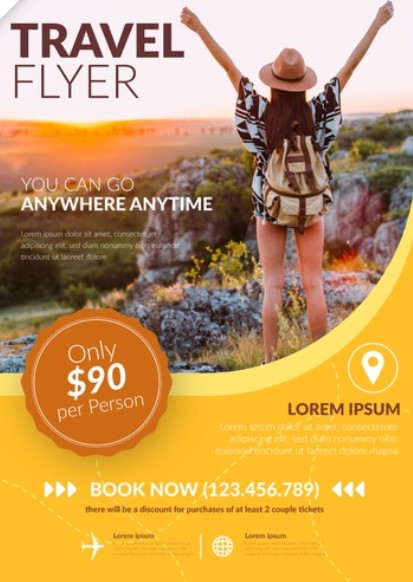 TRAVEL
FLYER
YOU CAN GO
ANYWHERE ANYTIME
Lorem ipsum dolor sit amet, consectetuer
adipiscing edit, sed diam nonummy nibh euismod
tincidunt ut laoreet dolore
Only
$90
per Person
LOREM IPSUM
Lorem ipsum dolor sit amet, consectetuer
adipiscing elit, sed diam nonummy nibh
euismod tincidunt ut laoreet dolore magna
BOOK NOW (123.456.789)
there will be a discount for purchases of at least 2 couple tickets
Lorem ipsum
Lorem ipsum